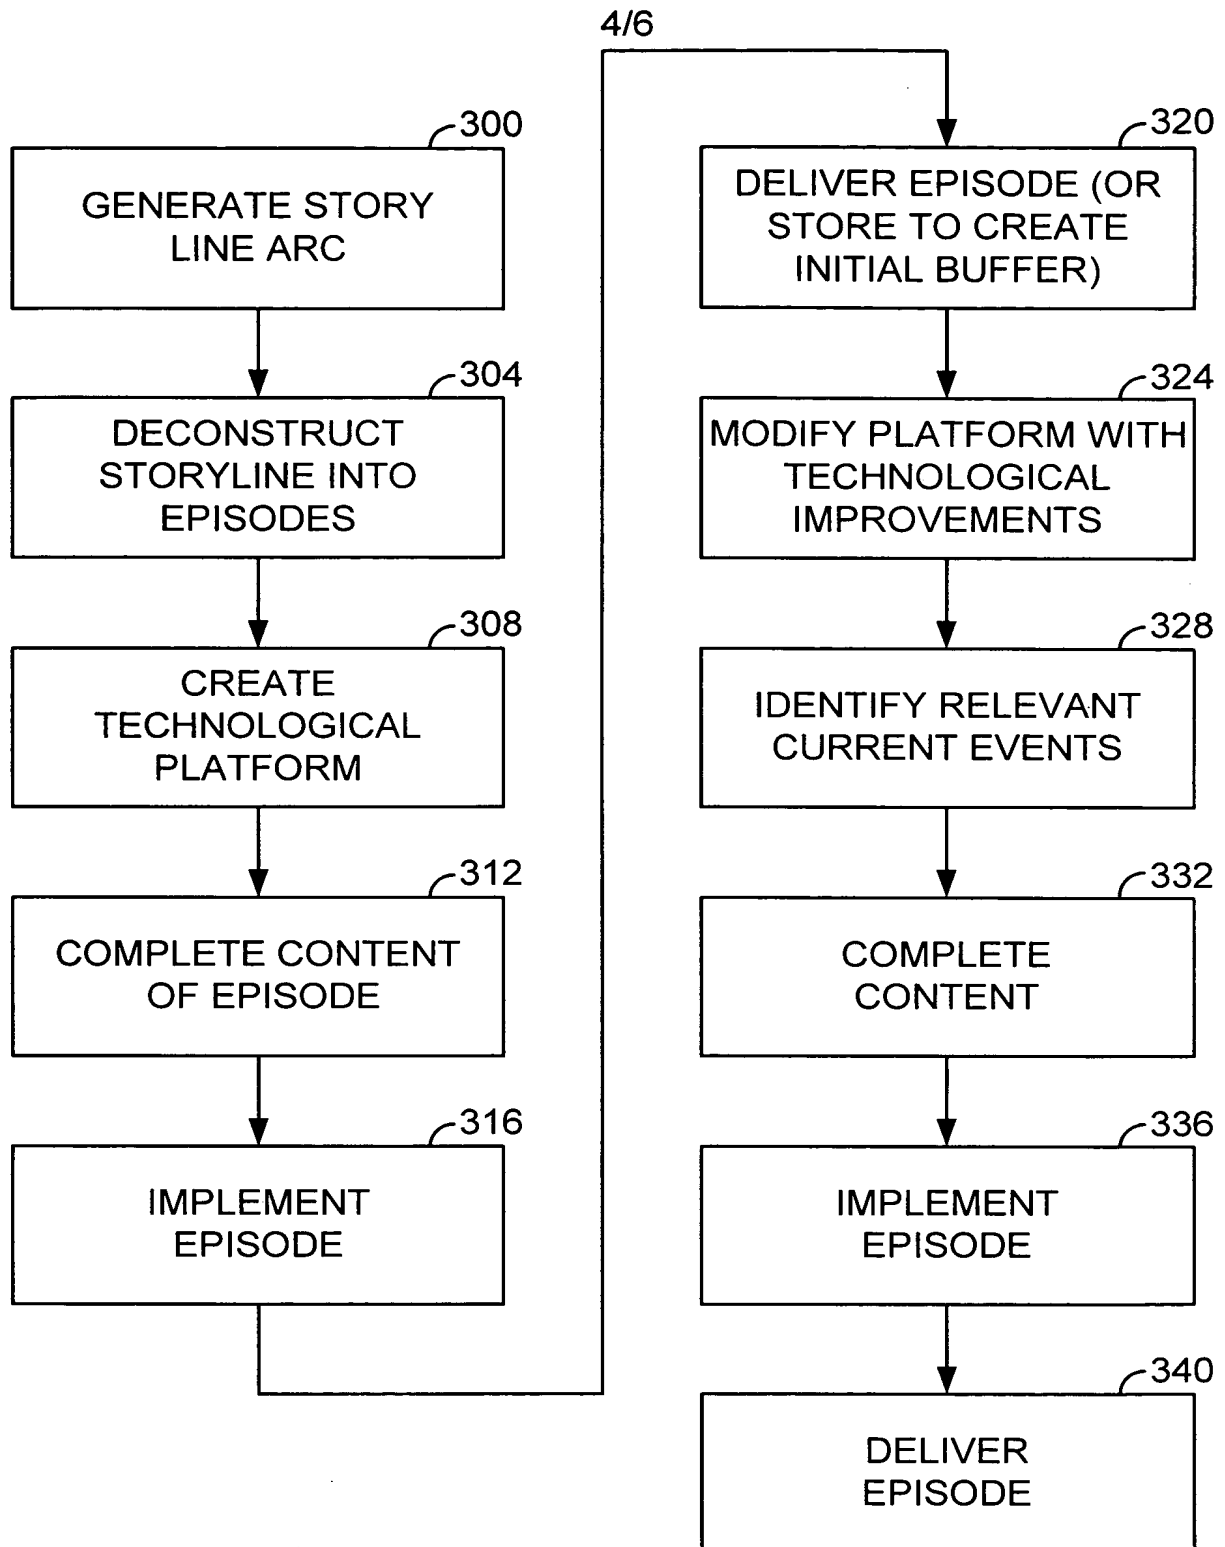 4/6
300
GENERATE STORY
LINE ARC
304
DECONSTRUCT
STORYLINE INTO
EPISODES
308
CREATE
TECHNOLOGICAL
PLATFORM
312
COMPLETE CONTENT
OF EPISODE
316
IMPLEMENT
EPISODE
320
DELIVER EPISODE (OR
STORE TO CREATE
INITIAL BUFFER)
324
MODIFY PLATFORM WITH
TECHNOLOGICAL
IMPROVEMENTS
328
IDENTIFY RELEVANT
CURRENT EVENTS
332
COMPLETE
CONTENT
336
IMPLEMENT
EPISODE
340
DELIVER
EPISODE